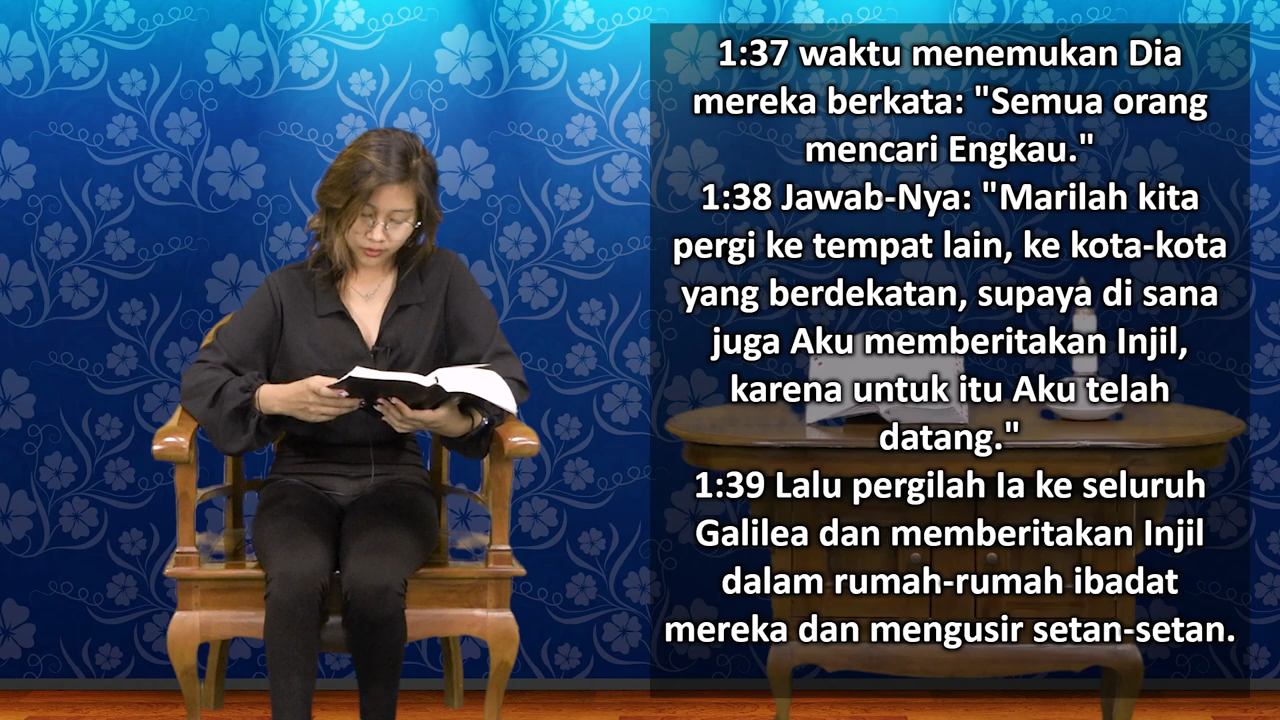 1:37 waktu menemukan Dia
mereka berkata: "Semua orang
mencari Engkau."
1:38 Jawab-Nya: "Marilah kita
pergi ke tempat lain, ke kota-kota
yang berdekatan, supaya di sana
juga Aku memberitakan Injil,
karena untuk itu Aku telah
datang."
1:39 Lalu pergilah Ia ke seluruh
Galilea dan memberitakan Injil
dalam rumah-rumah ibadat
mereka dan mengusir setan-setan.